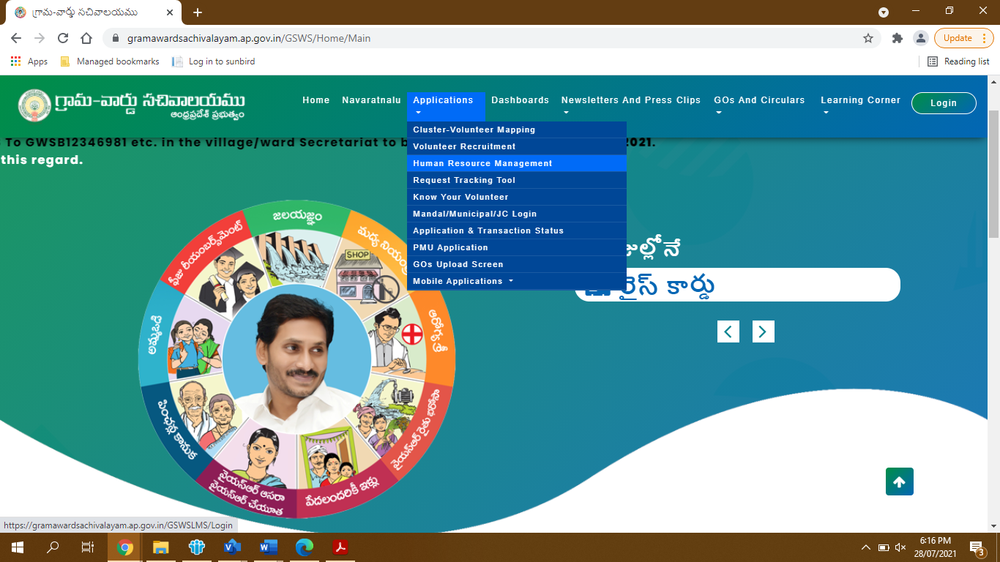 గ్రామ-వార్డు సచివాలయము
gramawardsachivalayam.ap.gov.in/GSWS/Home/Main
Update
Apps
Managed bookmarks
Log in to sunbird
Reading list
గ్రామ-వార్డు సచివాలయము
ఆంధ్రప్రదేశ్ ప్రభుత్వం
Home
Navaratnalu
Applications
Dashboards
Newsletters And Press Clips
GOs And Circulars
Learning Corner
Login
To GWSB12346981 etc. in the village/ward Secretariat to b
2021.
this regard.
Cluster-Volunteer Mapping
Volunteer Recruitment
Human Resource Management
Request Tracking Tool
Know Your Volunteer
Mandal/Municipal/JC Login
Application & Transaction Status
PMU Application
GOs Upload Screen
Mobile Applications
జలయజ్ఞం
ఫీజు రీయింబర్స్‌మెంట్
మద్య
SHOP
అమ్మఒడి
ఆరోగ్యశ్రీ
పింఛన్ల కానుక
వైయస్ఆర్ రైతు భరోసా
వైయస్ఆర్ ఆసరా
వైయస్ఆర్ చేయూత
పేదలందరికీ ఇళ్లు
రైస్ కార్డు
https://gramawardsachivalayam.ap.gov.in/GSWSLMS/Login
6:16 PM
28/07/2021
3